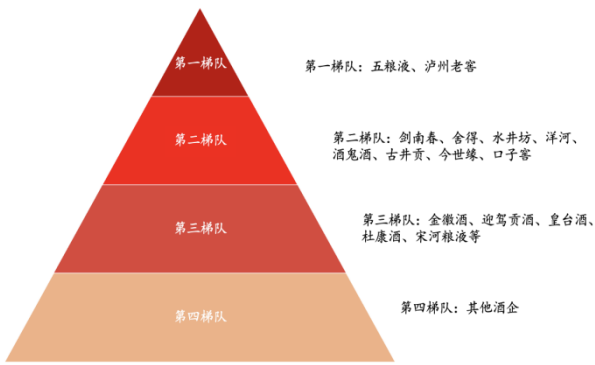 第一梯队
第一梯队：五粮液、泸州老窖
第二梯队
第二梯队：剑南春、舍得、水井坊、洋河、
酒鬼酒、古井贡、今世缘、口子窖
第三梯队
第三梯队：金徽酒、迎驾贡酒、皇台酒、
杜康酒、宋河粮液等
第四梯队
第四梯队：其他酒企